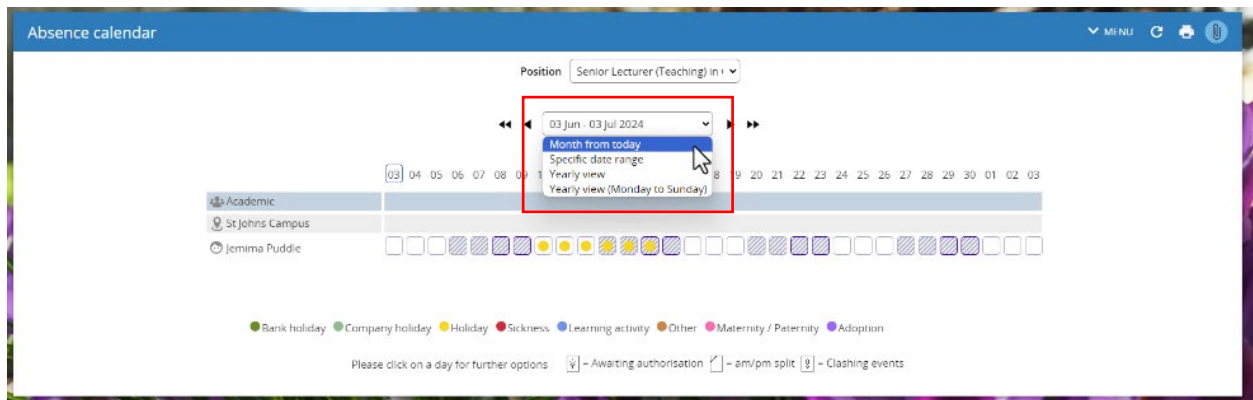 Absence calendar MENU
Position Senior Lecturer (Teaching) in
03 Jun - 03 Jul 2024
Month from today
Specific date range
Yearly view
Yearly view (Monday to Sunday)
03 04 05 06 07 08 09 1 8 19 20 21 22 23 24 25 26 27 28 29 30 01 02 03
Academic
St Johns Campus
Jemima Puddle
Bank holiday Company holiday Holiday Sickness Learning activity Other Maternity / Paternity Adoption
Please click on a day for further options - Awaiting authorisation - am/pm split - Clashing events